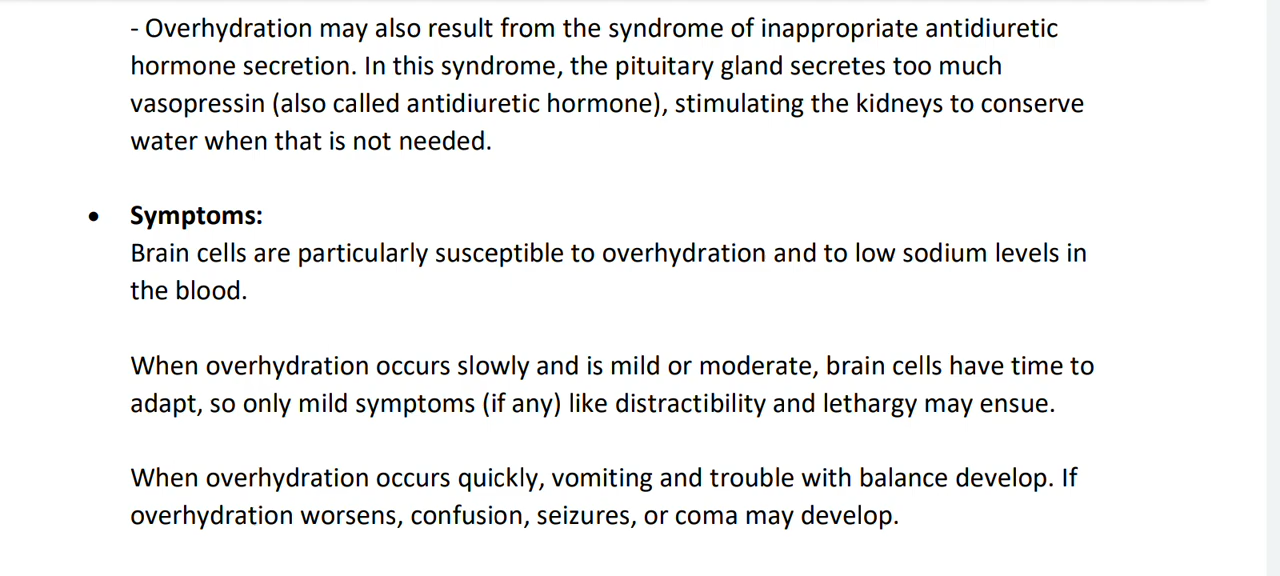 - Overhydration may also result from the syndrome of inappropriate antidiuretic
hormone secretion. In this syndrome, the pituitary gland secretes too much
vasopressin (also called antidiuretic hormone), stimulating the kidneys to conserve
water when that is not needed.
• Symptoms:
Brain cells are particularly susceptible to overhydration and to low sodium levels in
the blood.
When overhydration occurs slowly and is mild or moderate, brain cells have time to
adapt, so only mild symptoms (if any) like distractibility and lethargy may ensue.
When overhydration occurs quickly, vomiting and trouble with balance develop. If
overhydration worsens, confusion, seizures, or coma may develop.